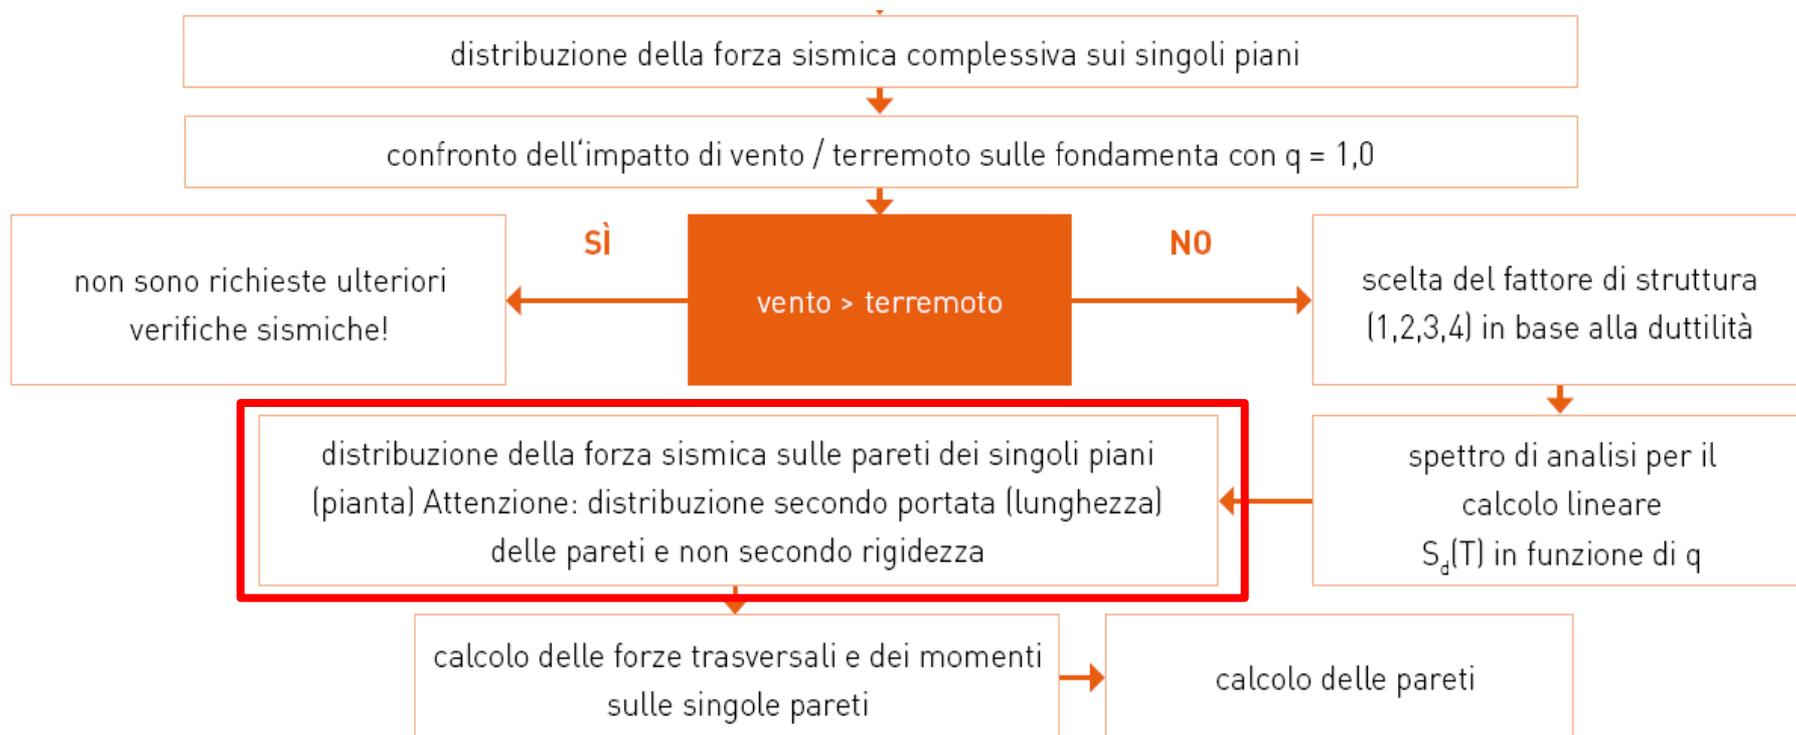 distribuzione della forza sismica complessiva sui singoli piani
confronto dell‘impatto di vento / terremoto sulle fondamenta con q = 1,0
SÌ
NO
non sono richieste ulteriori
verifiche sismiche!
vento > terremoto
scelta del fattore di struttura
(1,2,3,4) in base alla duttilità
distribuzione della forza sismica sulle pareti dei singoli piani
(pianta) Attenzione: distribuzione secondo portata (lunghezza)
delle pareti e non secondo rigidezza
spettro di analisi per il
calcolo lineare
Sd(T) in funzione di q
calcolo delle forze trasversali e dei momenti
sulle singole pareti
calcolo delle pareti